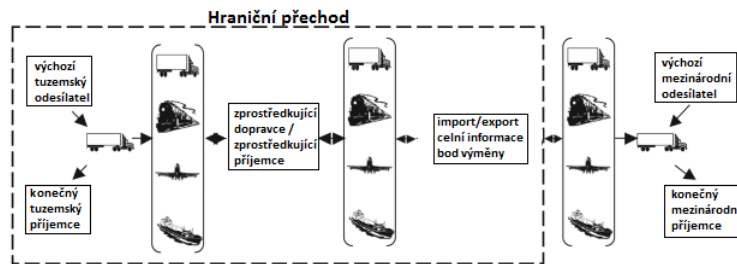 Hraniční přechod
výchozí
tuzemský
odesílatel
konečný
tuzemský
příjemce
zprostředkující
dopravce /
zprostředkující
příjemce
import/export
celní informace
bod výměny
výchozí
mezinárodní
odesílatel
konečný
mezinárodn
příjemce